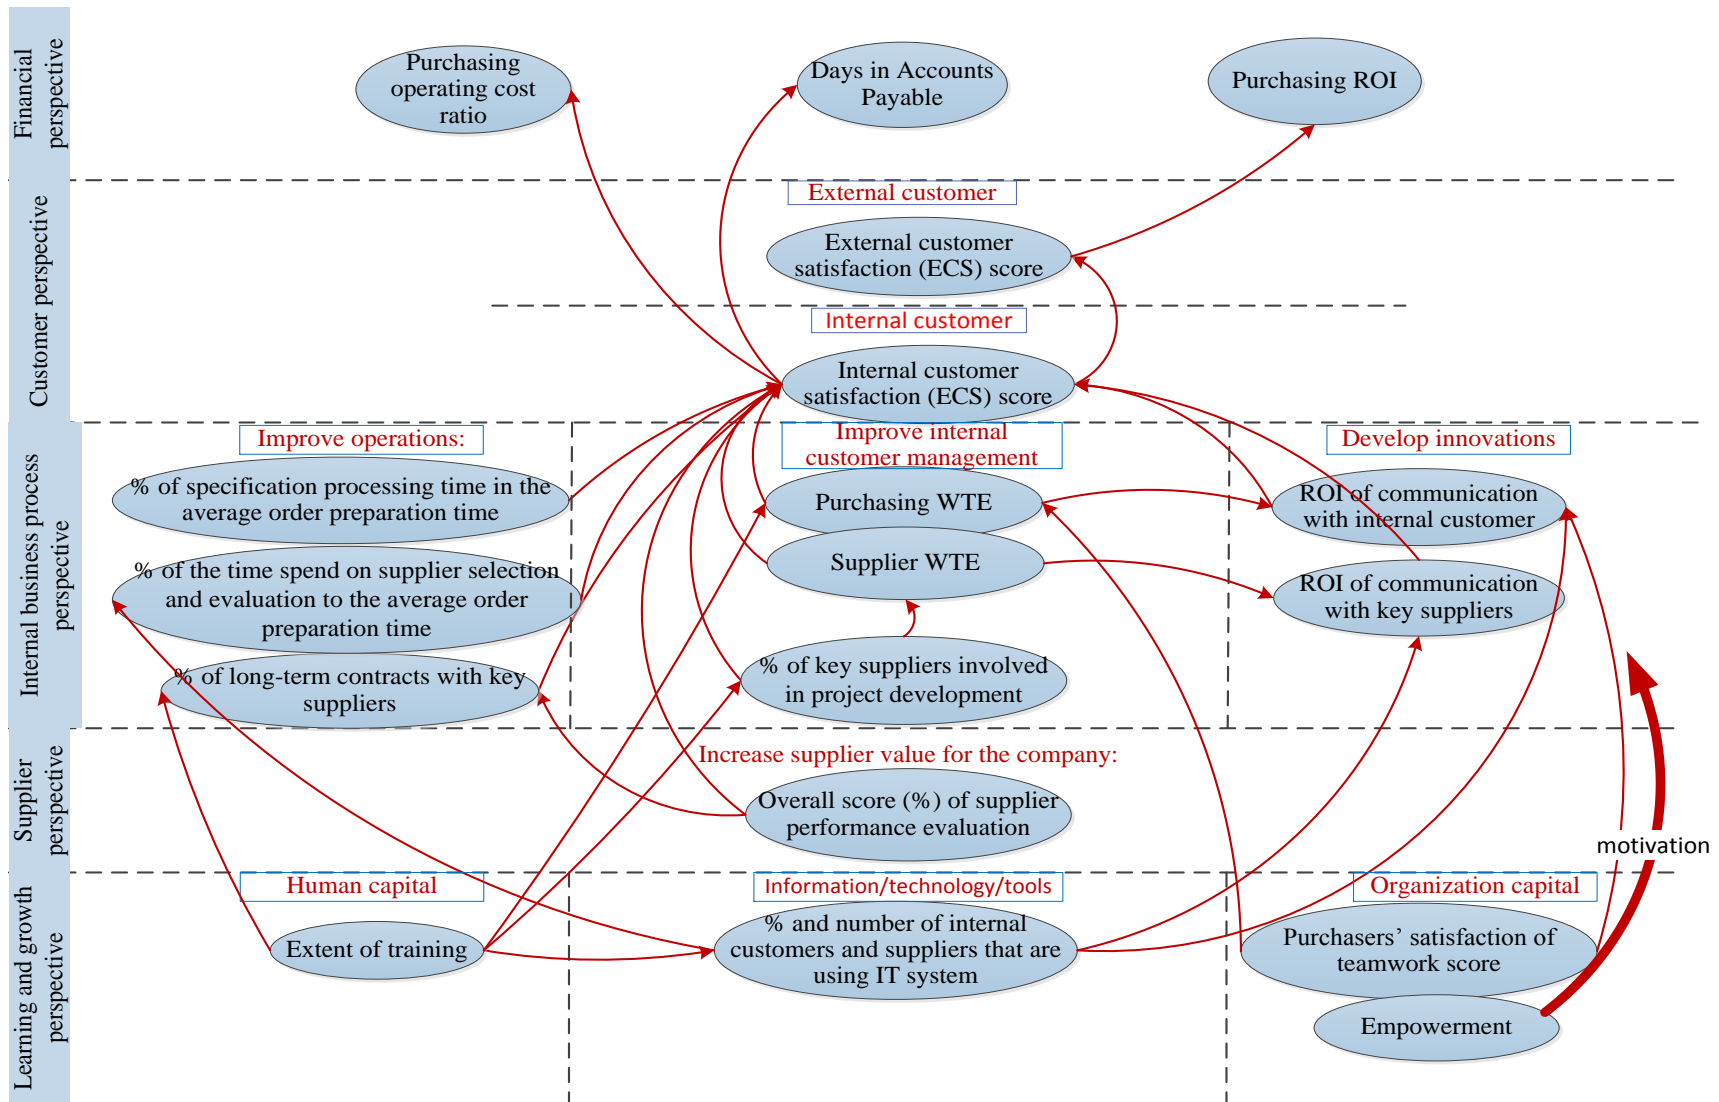 Financial
perspective
Purchasing
operating cost
ratio
Days in Accounts
Payable
Purchasing ROI
Customer perspective
External customer
External customer
satisfaction (ECS) score
Internal customer
Internal customer
satisfaction (ECS) score
Internal business process
perspective
Improve operations:
% of specification processing time in the
average order preparation time
% of the time spend on supplier selection
and evaluation to the average order
preparation time
% of long-term contracts with key
suppliers
Improve internal
customer management
Purchasing WTE
Supplier WTE
% of key suppliers involved
in project development
Develop innovations
ROI of communication
with internal customer
ROI of communication
with key suppliers
Supplier
perspective
Increase supplier value for the company:
Overall score (%) of supplier
performance evaluation
motivation
Learning and growth
perspective
Human capital
Extent of training
Information/technology/tools
% and number of internal
customers and suppliers that are
using IT system
Organization capital
Purchasers’ satisfaction of
teamwork score
Empowerment